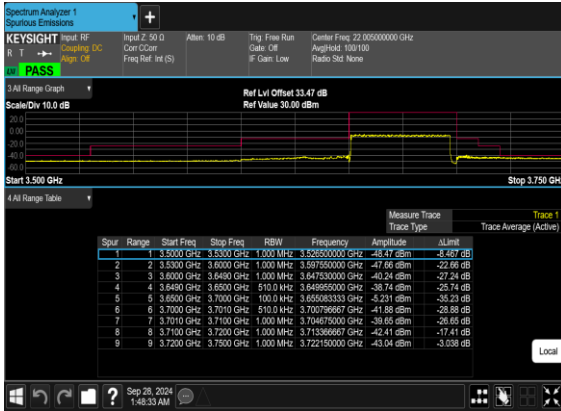 Spectrum Analyzer 1
Spurious Emissions
KEYSIGHT Input: RF Input Z: 50 Ω Atten: 10 dB Trig: Free Run Center Freq: 22.005000000 GHz
R T Coupling: DC Corr CCorr Gate: Off Avg|Hold: 100/100
Align: Off Freq Ref: Int (S) IF Gain: Low Radio Std: None
PASS
3 All Range Graph
Ref Lvl Offset 33.47 dB
Scale/Div 10.0 dB Ref Value 30.00 dBm
20.0
0.00
-20.0
-40.0
-60.0
Start 3.500 GHz Stop 3.750 GH
4 All Range Table
Measure Trace Trace 1
Trace Type Trace Average (Active)
Spur Range Start Freq Stop Freq RBW Frequency Amplitude ΔLimit
1 1 3.5000 GHz 3.5300 GHz 1.000 MHz 3.526500000 GHz -48.47 dBm -8.467 dB
2 2 3.5300 GHz 3.6000 GHz 1.000 MHz 3.597550000 GHz -47.66 dBm -22.66 dB
3 3 3.6000 GHz 3.6490 GHz 1.000 MHz 3.647530000 GHz -40.24 dBm -27.24 dB
4 4 3.6490 GHz 3.6500 GHz 510.0 kHz 3.649955000 GHz -38.74 dBm -25.74 dB
5 5 3.6500 GHz 3.7000 GHz 100.0 kHz 3.655083333 GHz -5.231 dBm -35.23 dB
6 6 3.7000 GHz 3.7010 GHz 510.0 kHz 3.700796667 GHz -41.88 dBm -28.88 dB
7 7 3.7010 GHz 3.7100 GHz 1.000 MHz 3.704675000 GHz -39.65 dBm -26.65 dB
8 8 3.7100 GHz 3.7200 GHz 1.000 MHz 3.713366667 GHz -42.41 dBm -17.41 dB
9 9 3.7200 GHz 3.7500 GHz 1.000 MHz 3.722150000 GHz -43.04 dBm -3.038 dB
Local
Sep 28, 2024
1:48:33 AM